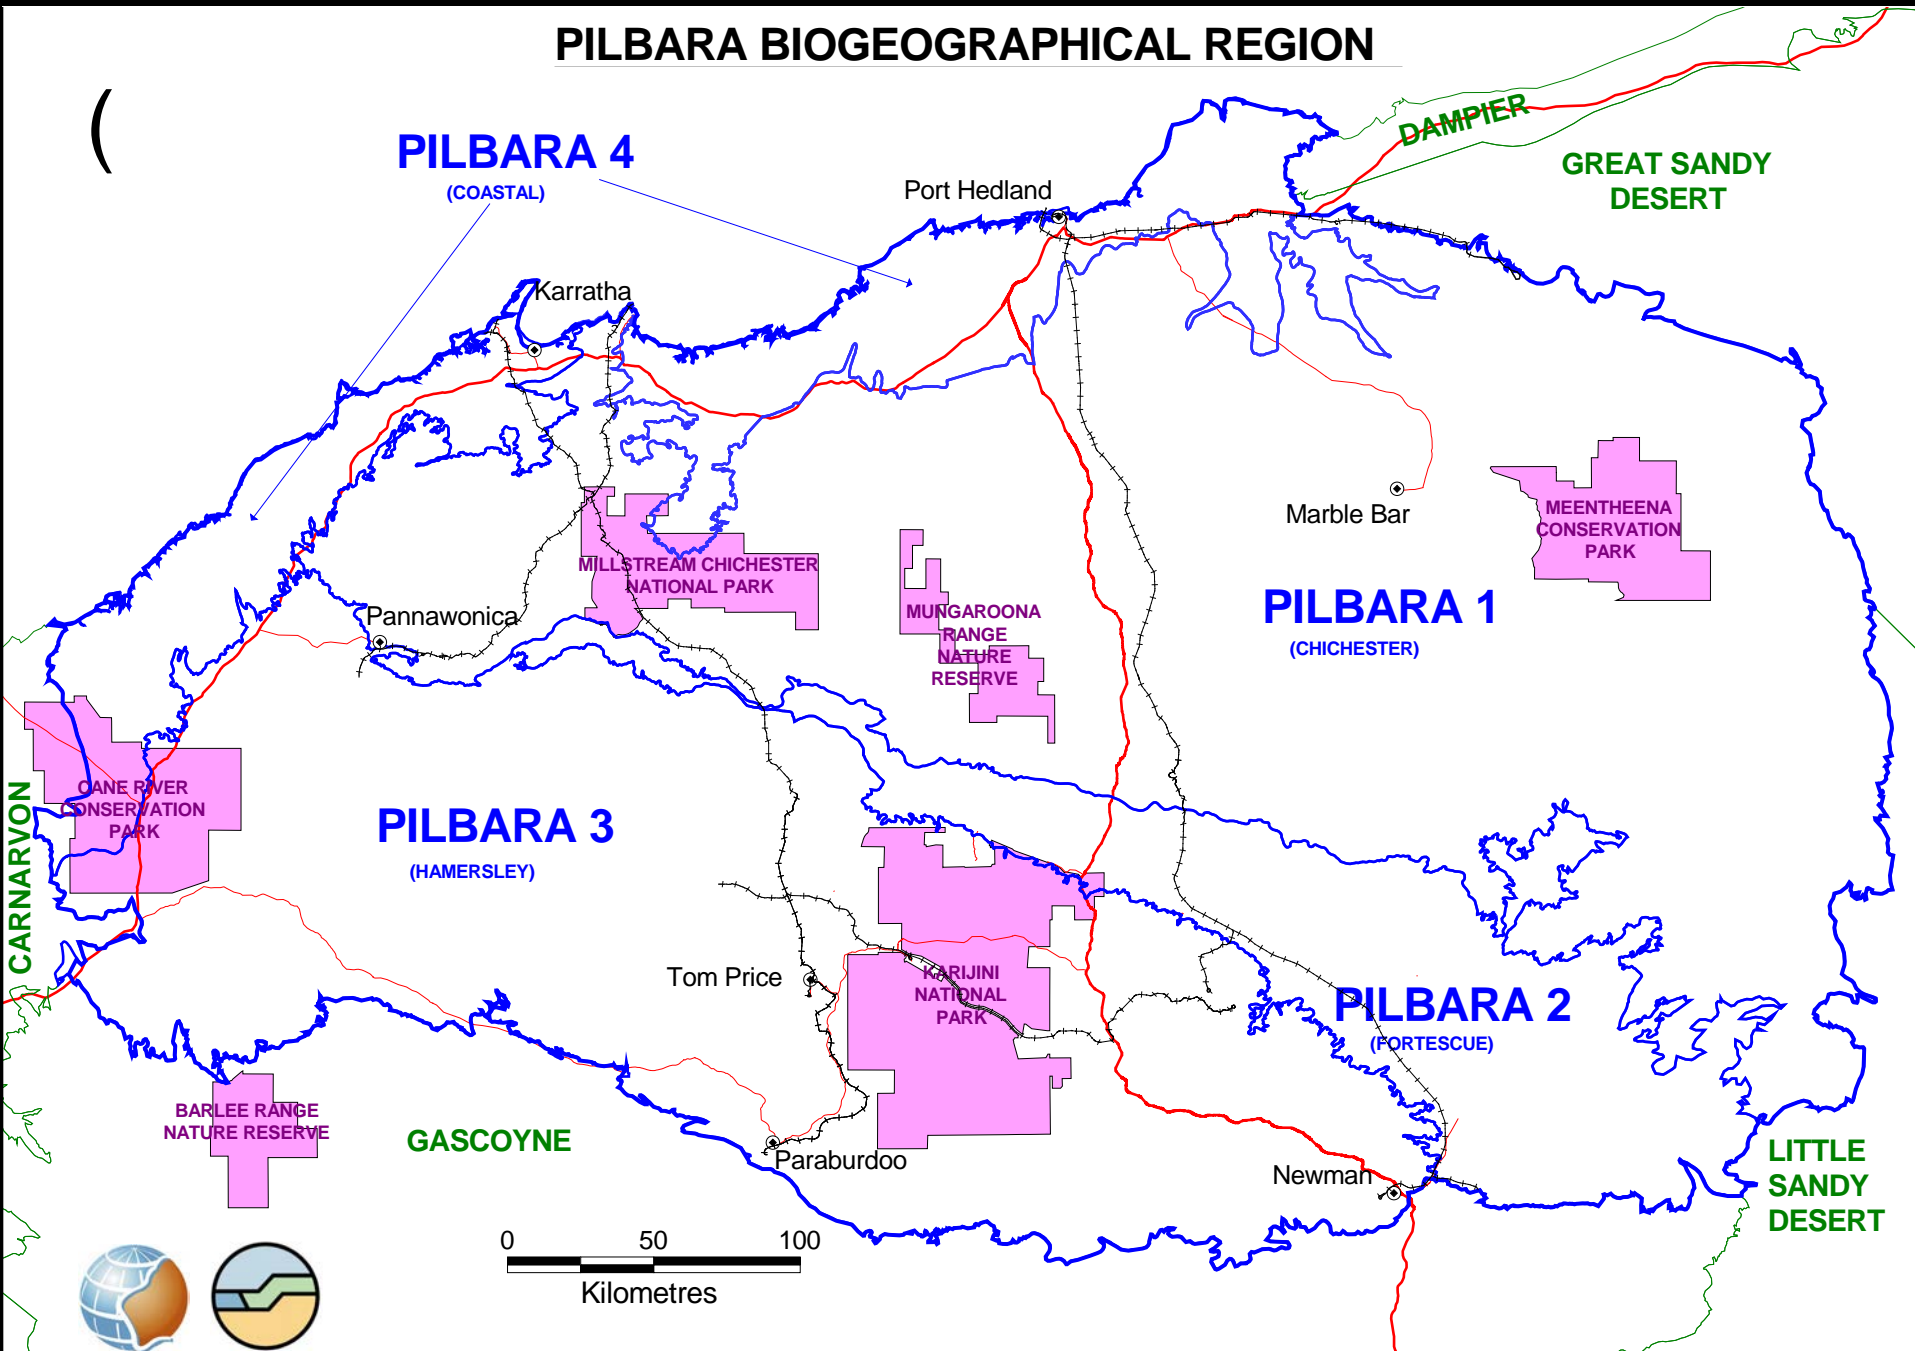 PILBARA BIOGEOGRAPHICAL REGION
(
PILBARA 4
(COASTAL)
DAMPIER
GREAT SANDY
DESERT
Port Hedland
Karratha
Marble Bar
MEENTHEENA
CONSERVATION
PARK
MILLSTREAM CHICHESTER
NATIONAL PARK
Pannawonica
MUNGAROONA
RANGE
NATURE
RESERVE
PILBARA 1
(CHICHESTER)
CANE RIVER
CONSERVATION
PARK
CARNARVON
PILBARA 3
(HAMERSLEY)
Tom Price
KARIJINI
NATIONAL
PARK
PILBARA 2
(FORTESCUE)
BARLEE RANGE
NATURE RESERVE
GASCOYNE
Paraburdoo
Newman
LITTLE
SANDY
DESERT
0 50 100
Kilometres